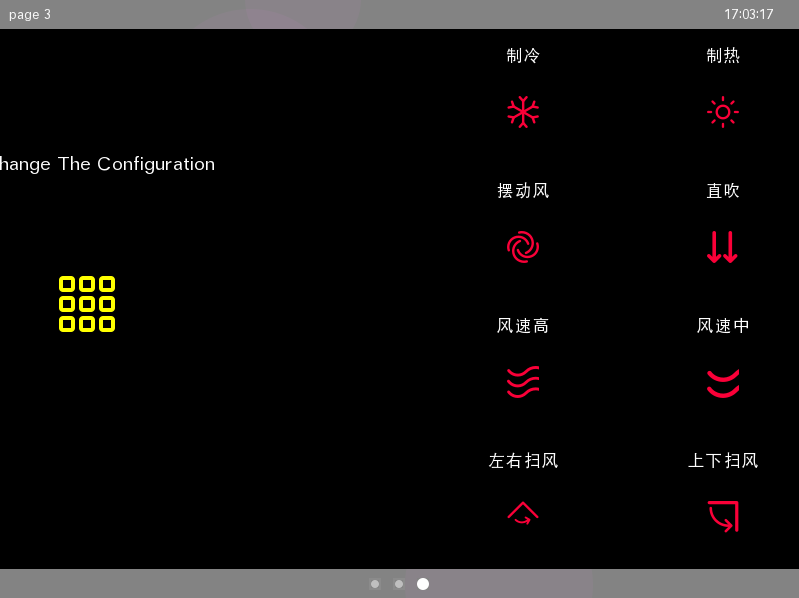 page 3
17:03:17
制冷
制热
hange The Configuration
摆动风
直吹
风速高
风速中
左右扫风
上下扫风